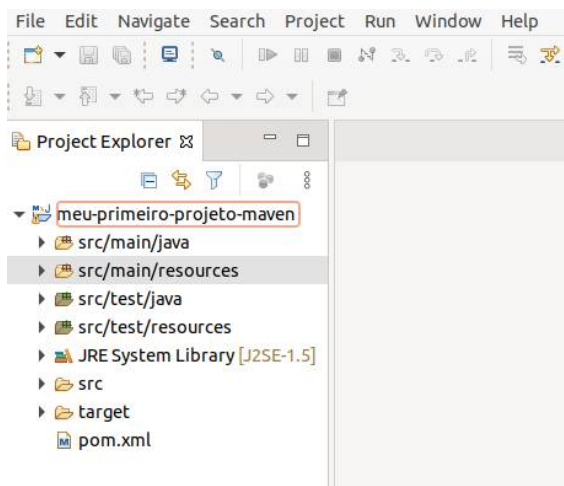 File Edit Navigate Search Project Run Window Help
Project Explorer
meu-primeiro-projeto-maven
src/main/java
src/main/resources
src/test/java
src/test/resources
JRE System Library [J2SE-1.5]
src
target
pom.xml